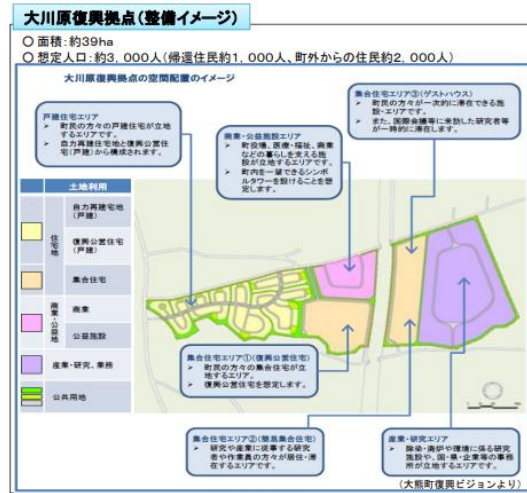 大川原復興拠点(整備イメージ)
○ 面積:約39ha
○ 想定人口:約3,000人(帰還住民約1,000人、町外からの住民約2,000人)
大川原復興拠点の空間配置のイメージ
戸建住宅エリア
➢ 町民の方々の戸建住宅が立地
するエリアです。
➢ 自力再建住宅地と復興公営住
宅(戸建)から構成されます。
商業・公益施設エリア
➢ 町役場、医療・福祉、商業
などの暮らしを支える施
設が立地するエリアです。
➢ 町内を一望できるシンボ
ルタワーを設けることを想
定します。
集合住宅エリア③(ゲストハウス)
➢ 町民の方々が一次的に滞在できる施
設・エリアです。
➢ また、国際会議等に来訪した研究者等
が一時的に滞在します。
土地利用
住宅地
自力再建宅地
(戸建)
復興公営住宅
(戸建)
集合住宅
商業・公益地
商業
公益施設
産業・研究、業務
公共用地
集合住宅エリア①(復興公営住宅)
➢ 町民の方々の集合住宅が立
地するエリア。
➢ 復興公営住宅を想定します。
集合住宅エリア②(簡易集合住宅)
➢ 研究や産業に従事する研究
者や作業員の方々が居住・滞
在するエリアです。
産業・研究エリア
➢ 除染・廃炉や環境に係る研究
施設や、国・県・企業等の事務
所が立地するエリアです。
(大熊町復興ビジョンより)